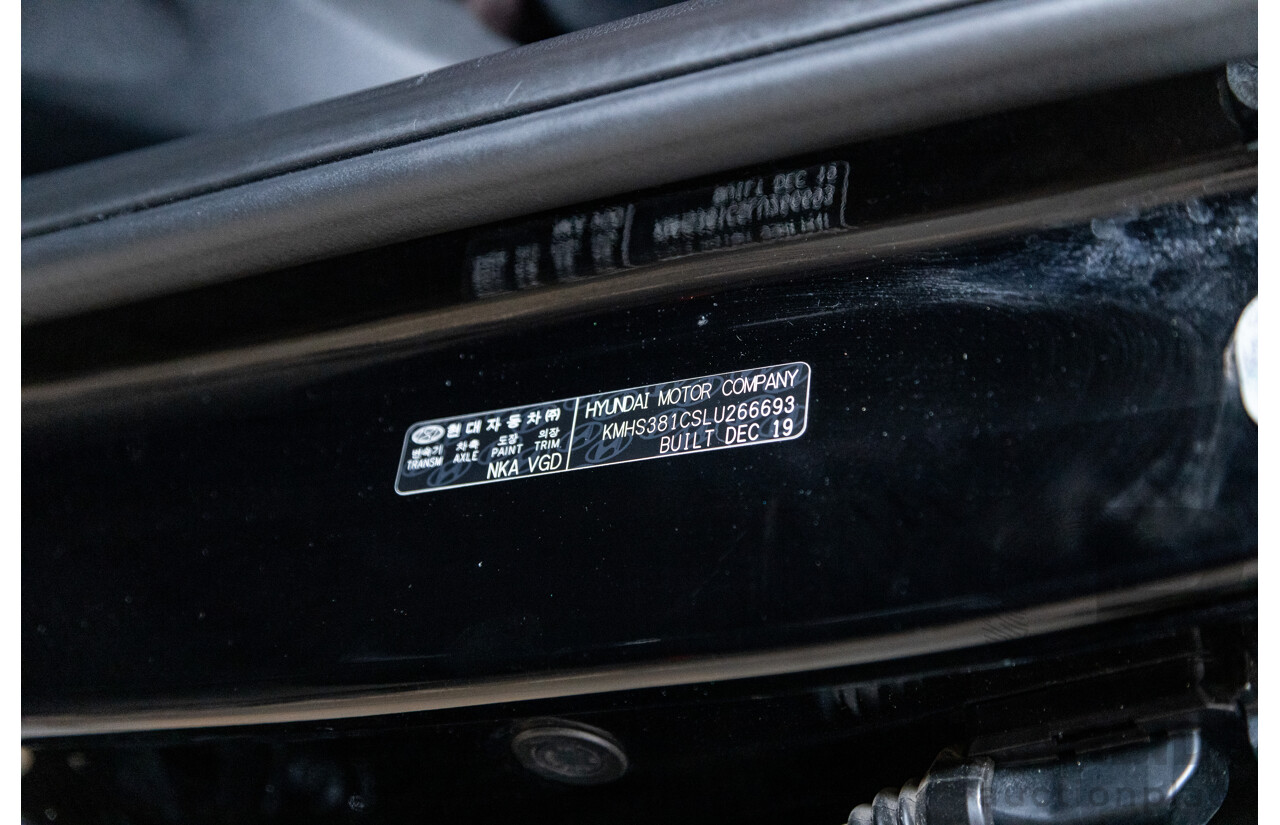 현대자동차㈜
변속기 차축 도장 의장
TRANSM AXLE PAINT TRIM
NKA VGD
HYUNDAI MOTOR COMPANY
KMHS381CSLU266693
BUILT DEC 19